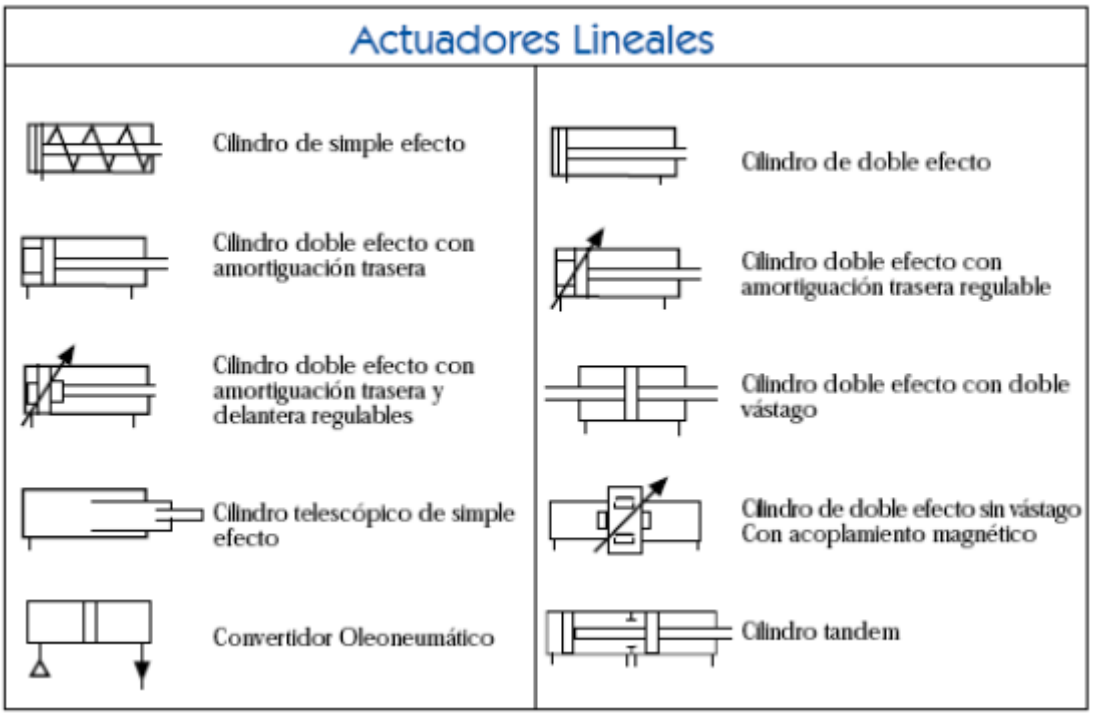 Actuadores Lineales
Cilindro de simple efecto
Cilindro doble efecto con
amortiguación trasera
Cilindro doble efecto con
amortiguación trasera y
delantera regulables
Cilindro telescópico de simple
efecto
Convertidor Oleoneumático
Cilindro de doble efecto
Cilindro doble efecto con
amortiguación trasera regulable
Cilindro doble efecto con doble
vástago
Cilindro de doble efecto sin vástago
Con acoplamiento magnético
Cilindro tandem